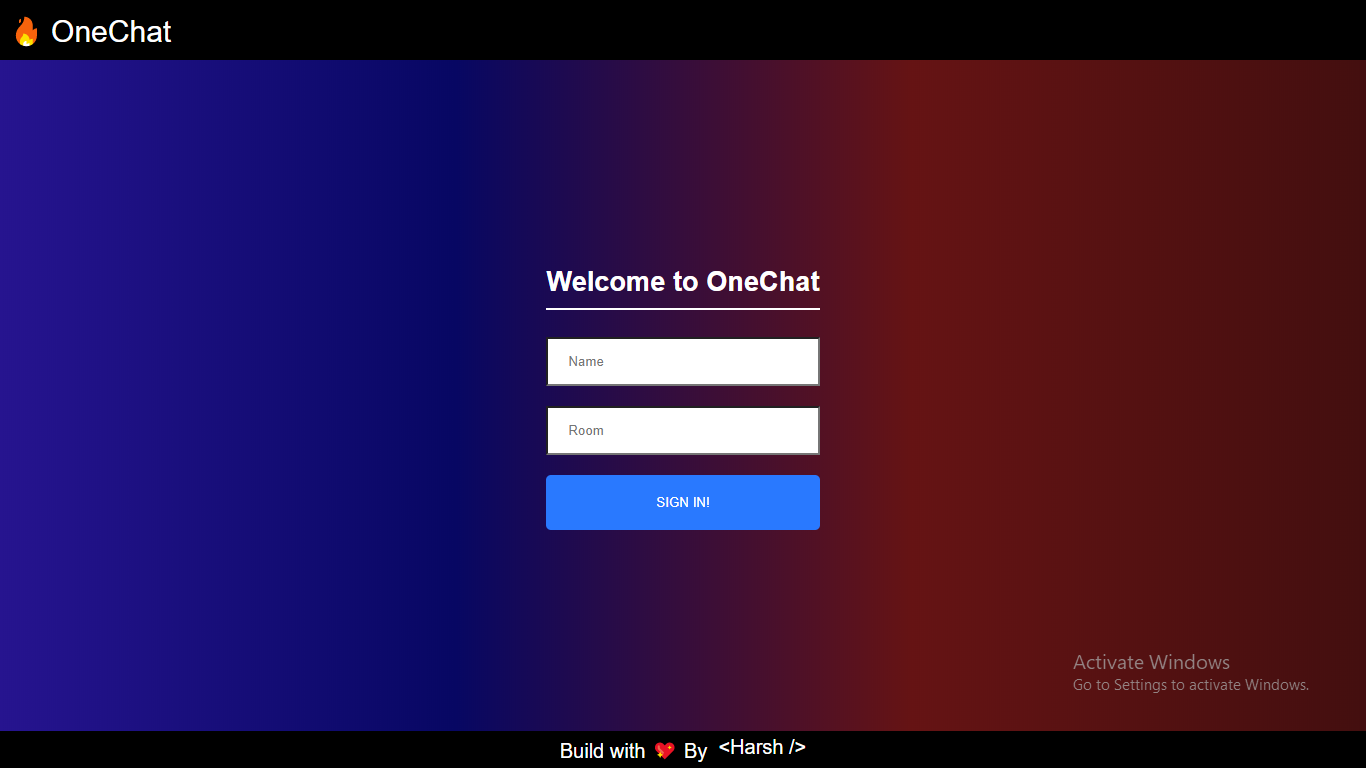 🔥 OneChat
Welcome to OneChat
Name
Room
SIGN IN!
Activate Windows
Go to Settings to activate Windows.
Build with 💖 By <Harsh />